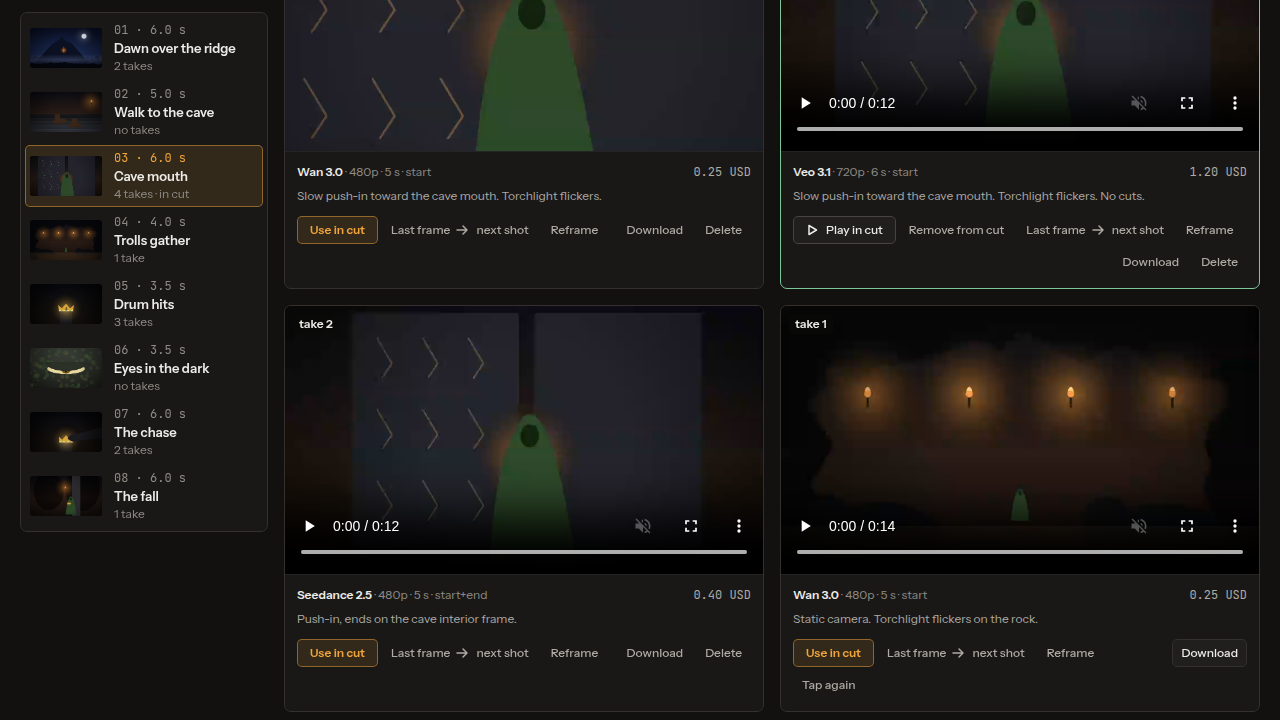 01 · 6.0 s
Dawn over the ridge
2 takes
02 · 5.0 s
Walk to the cave
no takes
03 · 6.0 s
Cave mouth
4 takes · in cut
04 · 4.0 s
Trolls gather
1 take
05 · 3.5 s
Drum hits
3 takes
06 · 3.5 s
Eyes in the dark
no takes
07 · 6.0 s
The chase
2 takes
08 · 6.0 s
The fall
1 take
Wan 3.0 · 480p · 5 s · start 0.25 USD
Slow push-in toward the cave mouth. Torchlight flickers.
Use in cut Last frame → next shot Reframe Download Delete
0:00 / 0:12
Veo 3.1 · 720p · 6 s · start 1.20 USD
Slow push-in toward the cave mouth. Torchlight flickers. No cuts.
Play in cut Remove from cut Last frame → next shot Reframe
Download Delete
take 2
0:00 / 0:12
Seedance 2.5 · 480p · 5 s · start+end 0.40 USD
Push-in, ends on the cave interior frame.
Use in cut Last frame → next shot Reframe Download Delete
take 1
0:00 / 0:14
Wan 3.0 · 480p · 5 s · start 0.25 USD
Static camera. Torchlight flickers on the rock.
Use in cut Last frame → next shot Reframe Download
Tap again